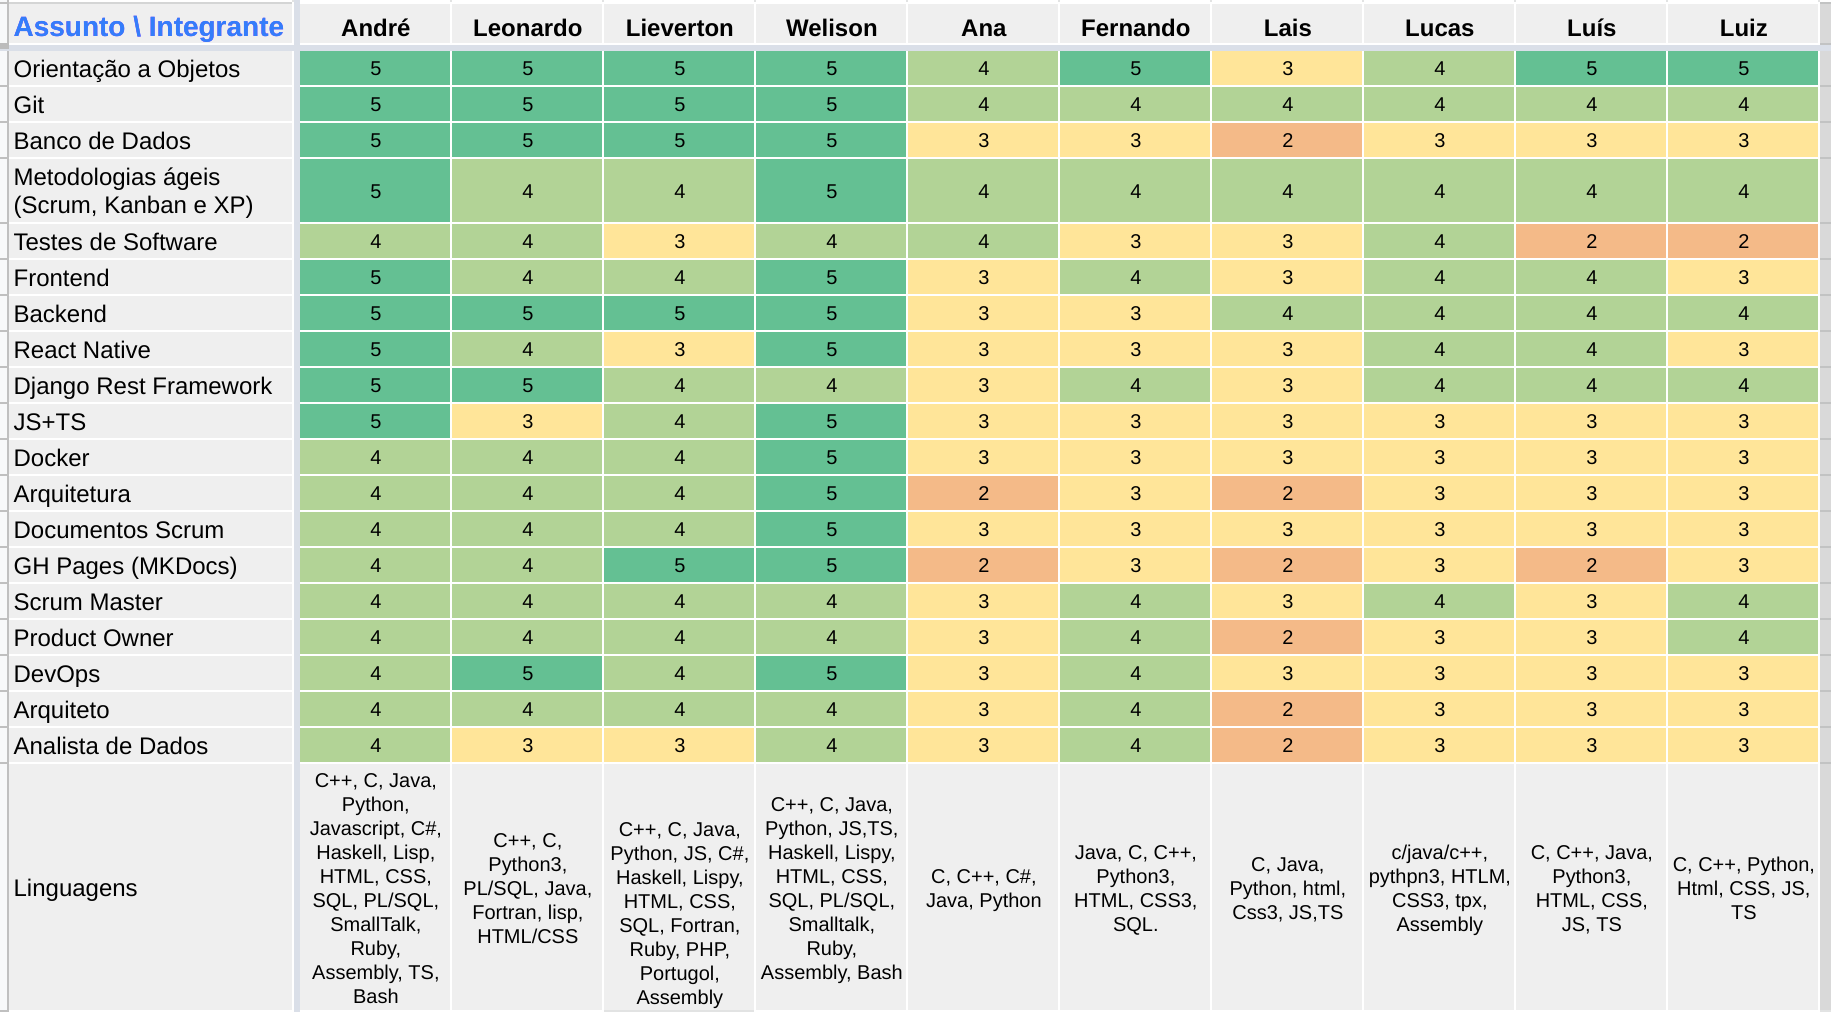 Assunto \ Integrante André Leonardo Lieverton Welison Ana Fernando Lais Lucas Luís Luiz
Orientação a Objetos 5 5 5 5 4 5 3 4 5 5
Git 5 5 5 5 4 4 4 4 4 4
Banco de Dados 5 5 5 5 3 3 2 3 3 3
Metodologias ágeis
(Scrum, Kanban e XP) 5 4 4 5 4 4 4 4 4 4
Testes de Software 4 4 3 4 4 3 3 4 2 2
Frontend 5 4 4 5 3 4 3 4 4 3
Backend 5 5 5 5 3 3 4 4 4 4
React Native 5 4 3 5 3 3 3 4 4 3
Django Rest Framework 5 5 4 4 3 4 3 4 4 4
JS+TS 5 3 4 5 3 3 3 3 3 3
Docker 4 4 4 5 3 3 3 3 3 3
Arquitetura 4 4 4 5 2 3 2 3 3 3
Documentos Scrum 4 4 4 5 3 3 3 3 3 3
GH Pages (MKDocs) 4 4 5 5 2 3 2 3 2 3
Scrum Master 4 4 4 4 3 4 3 4 3 4
Product Owner 4 4 4 4 3 4 2 3 3 4
DevOps 4 5 4 5 3 4 3 3 3 3
Arquiteto 4 4 4 4 3 4 2 3 3 3
Analista de Dados 4 3 3 4 3 4 2 3 3 3
Linguagens
C++, C, Java,
Python,
Javascript, C#,
Haskell, Lisp,
HTML, CSS,
SQL, PL/SQL,
SmallTalk,
Ruby,
Assembly, TS,
Bash
C++, C,
Python3,
PL/SQL, Java,
Fortran, lisp,
HTML/CSS
C++, C, Java,
Python, JS, C#,
Haskell, Lispy,
HTML, CSS,
SQL, Fortran,
Ruby, PHP,
Portugol,
Assembly
C++, C, Java,
Python, JS,TS,
Haskell, Lispy,
HTML, CSS,
SQL, PL/SQL,
Smalltalk,
Ruby,
Assembly, Bash
C, C++, C#,
Java, Python
Java, C, C++,
Python3,
HTML, CSS3,
SQL.
C, Java,
Python, html,
Css3, JS,TS
c/java/c++,
pythpn3, HTLM,
CSS3, tpx,
Assembly
C, C++, Java,
Python3,
HTML, CSS,
JS, TS
C, C++, Python,
Html, CSS, JS,
TS